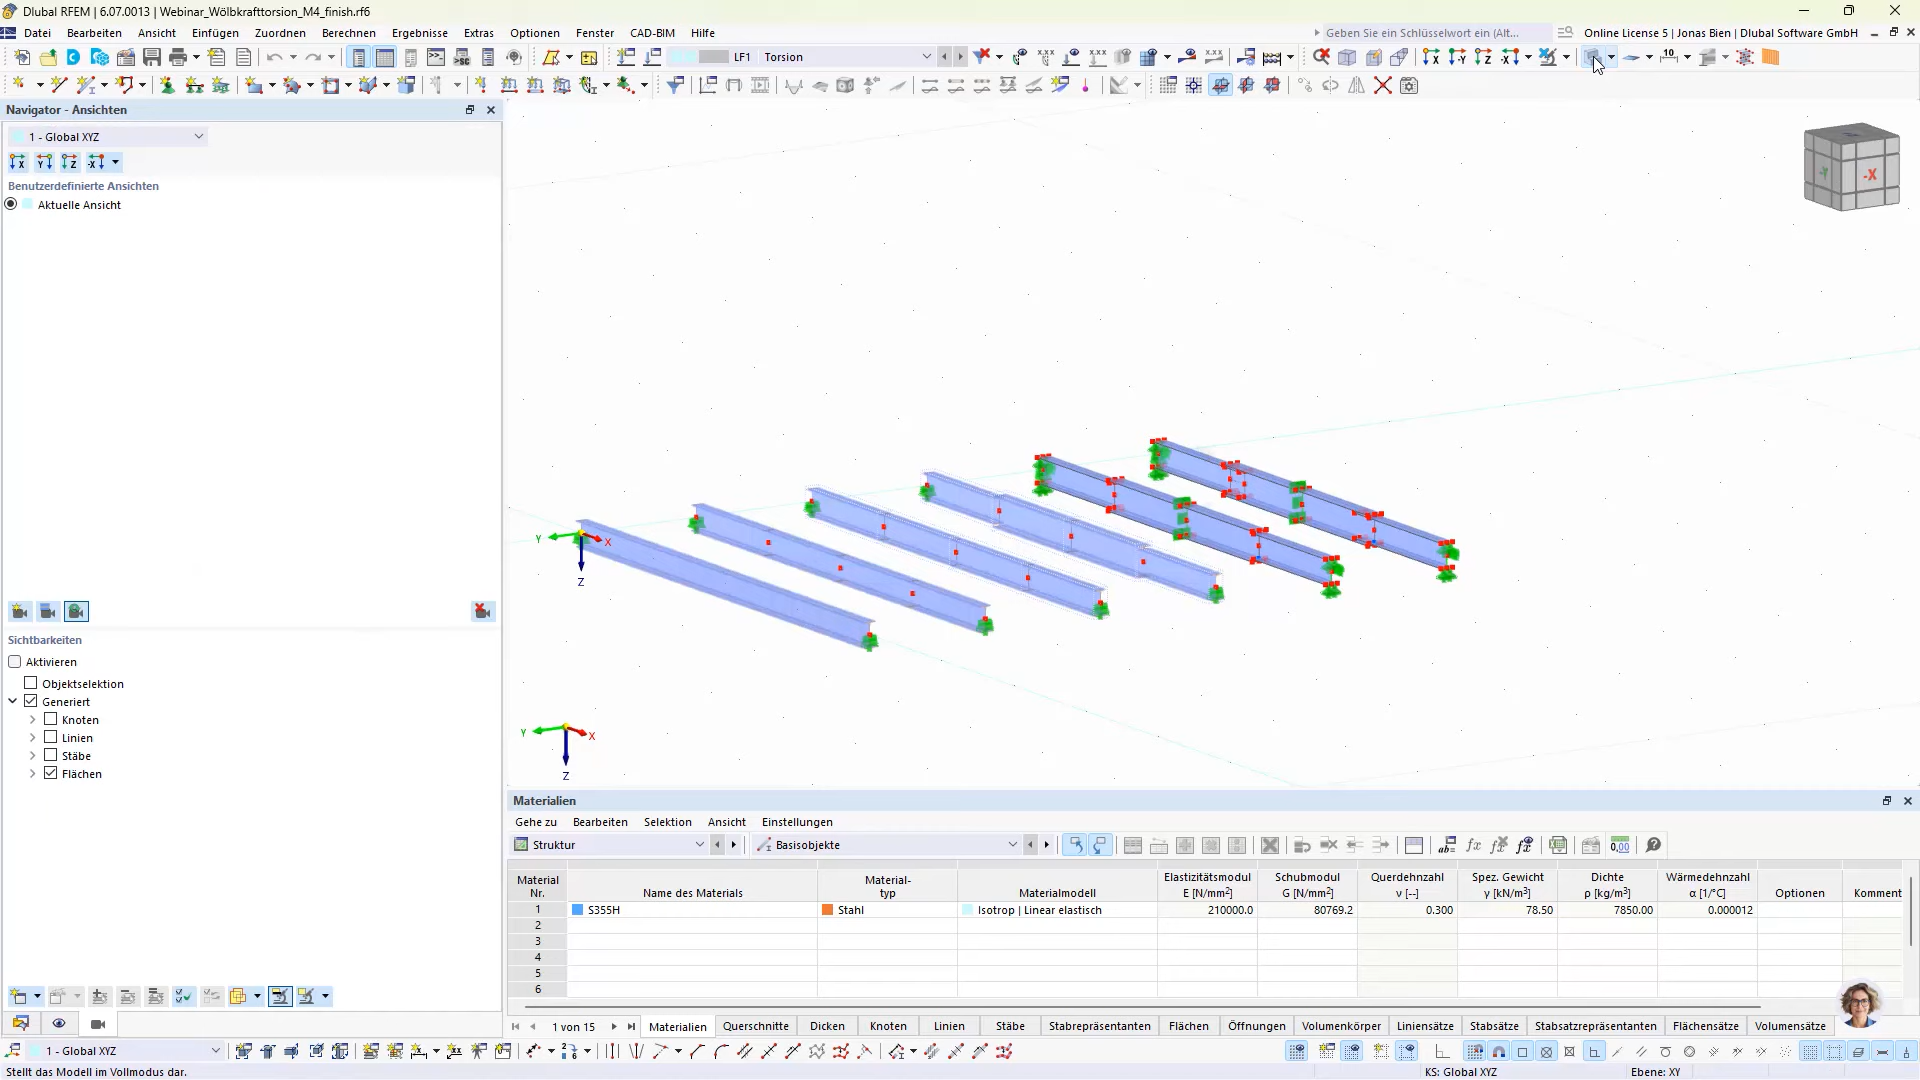 Dlubal RFEM | 6.07.0013 | Webinar_Wölbkrafttorsion_M4_finish.rf6
Datei Bearbeiten Ansicht Einfügen Zuordnen Berechnen Ergebnisse Extras Optionen Fenster CAD-BIM Hilfe
Geben Sie ein Schlüsselwort ein (Alt...
Online License 5 | Jonas Bien | Dlubal Software GmbH
LF1 Torsion
Navigator - Ansichten
1 - Global XYZ
Benutzerdefinierte Ansichten
Aktuelle Ansicht
-Y -X
Y X Z
Y X Z
Sichtbarkeiten
Aktivieren
Objektselektion
Generiert
Knoten
Linien
Stäbe
Flächen
Materialien
Gehe zu Bearbeiten Selektion Ansicht Einstellungen
Struktur Basisobjekte
Material Nr. Name des Materials Material-typ Materialmodell Elastizitätsmodul E [N/mm²] Schubmodul G [N/mm²] Querdehnzahl ν [--] Spez. Gewicht γ [kN/m³] Dichte ρ [kg/m³] Wärmedehnzahl α [1/°C] Optionen Komment
1 S355H Stahl Isotrop | Linear elastisch 210000.0 80769.2 0.300 78.50 7850.00 0.000012
2
3
4
5
6
1 von 15 Materialien Querschnitte Dicken Knoten Linien Stäbe Stabrepräsentanten Flächen Öffnungen Volumenkörper Liniensätze Stabsätze Stabsatzrepräsentanten Flächensätze Volumensätze
1 - Global XYZ
Stellt das Modell im Vollmodus dar.
KS: Global XYZ Ebene: XY